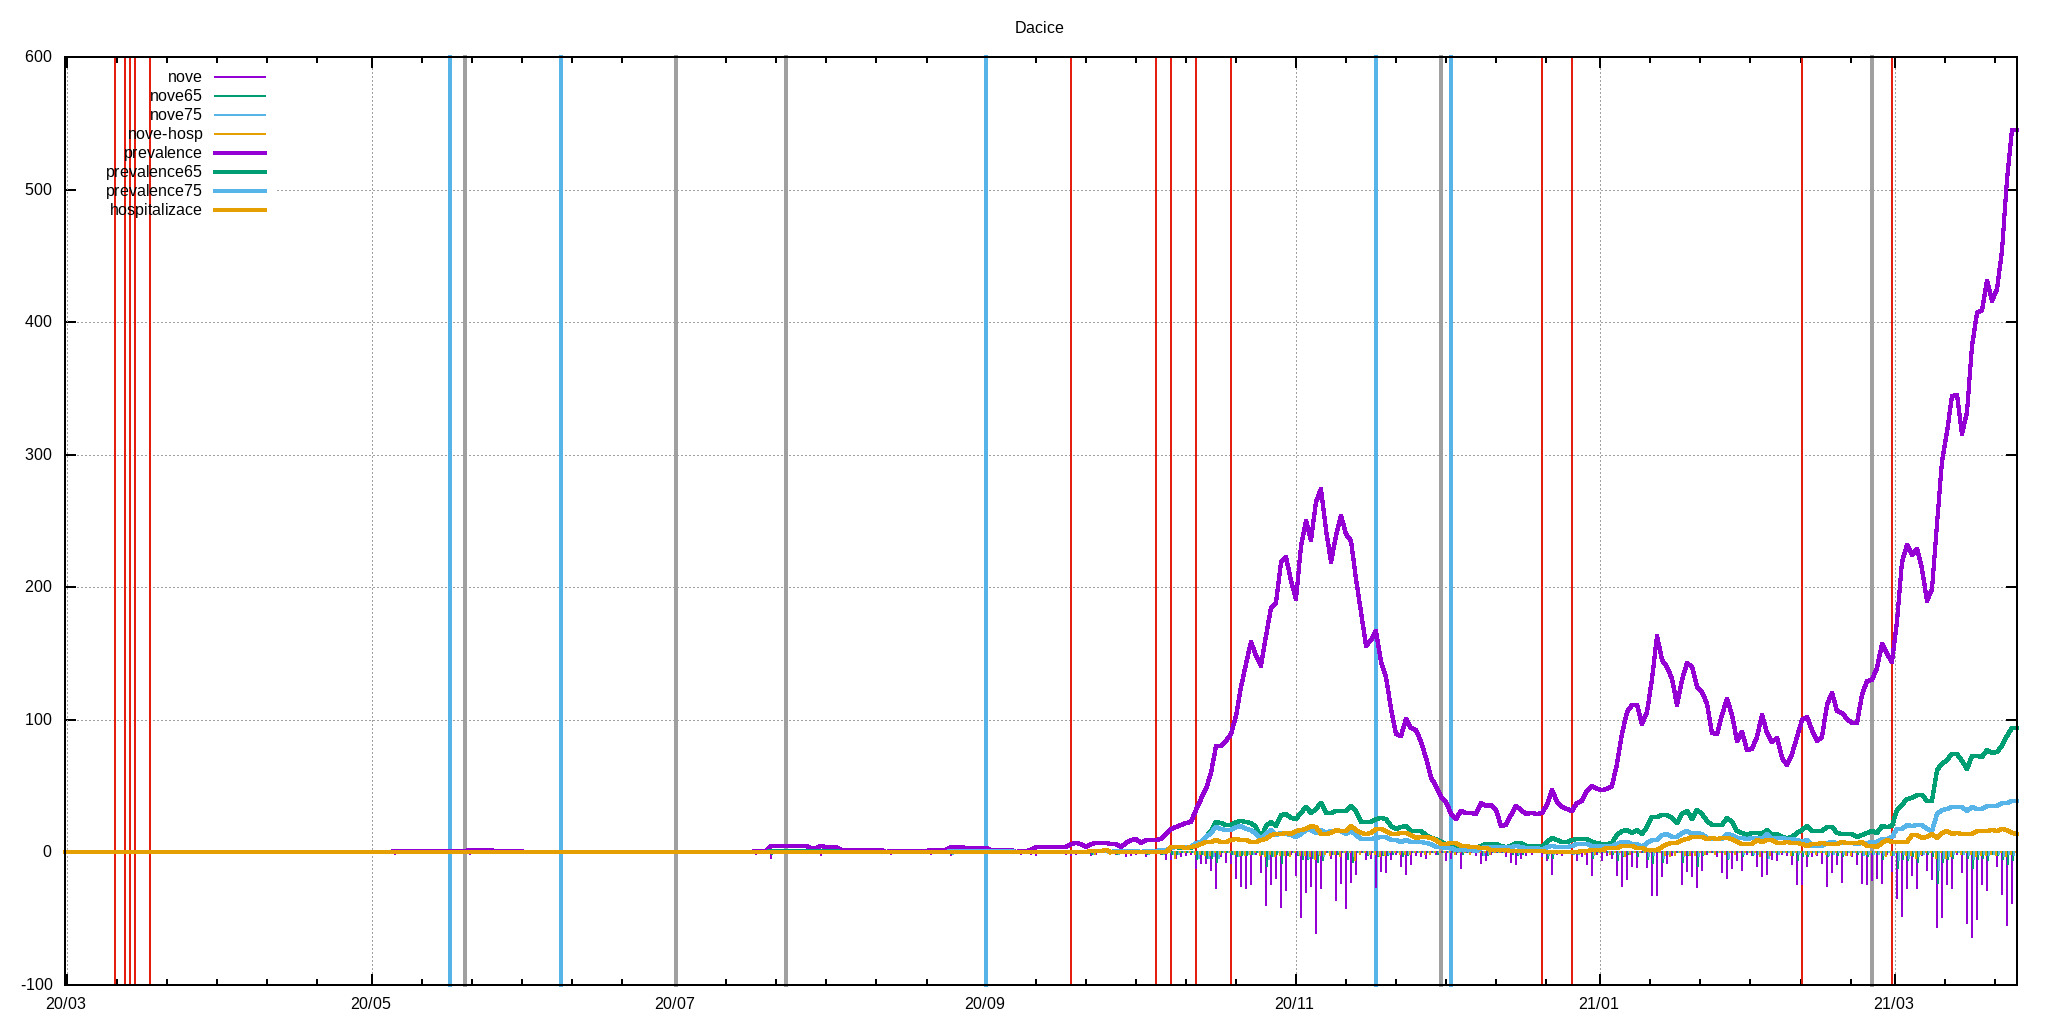 Dacice
600
500
400
300
200
100
0
-100
nove
nove65
nove75
nove-hosp
prevalence
prevalence65
prevalence75
hospitalizace
20/03 20/05 20/07 20/09 20/11 21/01 21/03